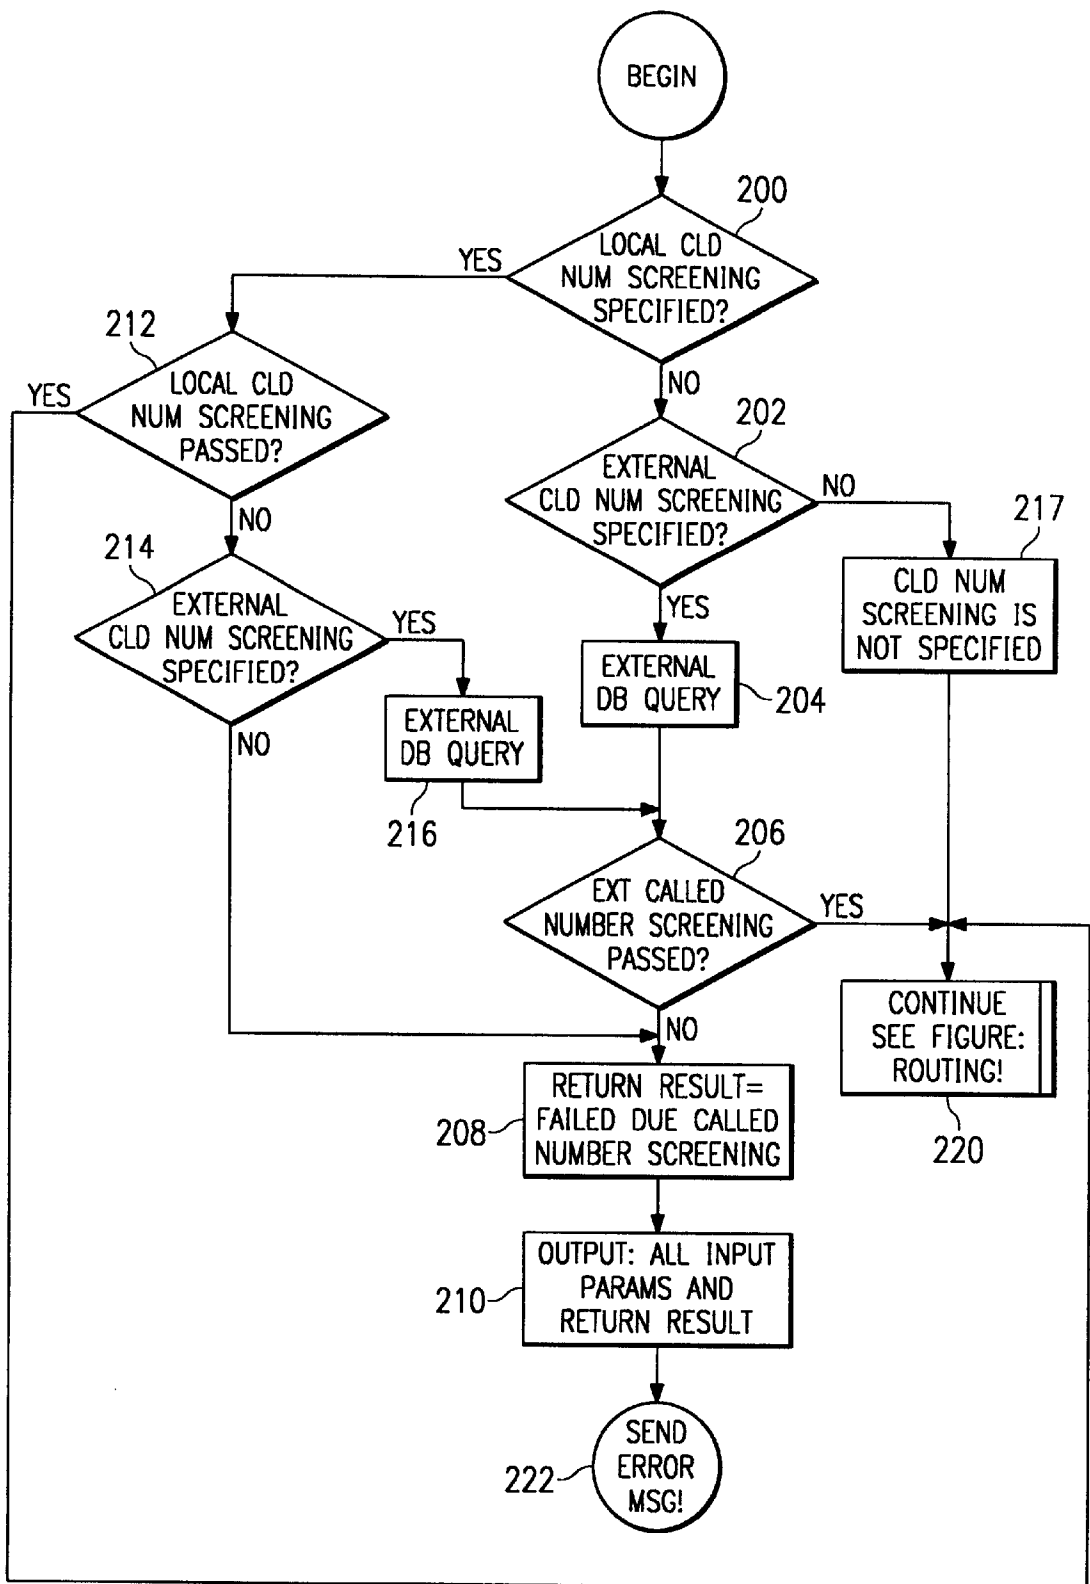 BEGIN
200
LOCAL CLD
NUM SCREENING
SPECIFIED?
YES
NO
212
LOCAL CLD
NUM SCREENING
PASSED?
YES
NO
202
EXTERNAL
CLD NUM SCREENING
SPECIFIED?
NO
YES
217
CLD NUM
SCREENING IS
NOT SPECIFIED
214
EXTERNAL
CLD NUM SCREENING
SPECIFIED?
YES
NO
EXTERNAL
DB QUERY
204
EXTERNAL
DB QUERY
216
206
EXT CALLED
NUMBER SCREENING
PASSED?
YES
NO
CONTINUE
SEE FIGURE:
ROUTING!
220
RETURN RESULT=
FAILED DUE CALLED
NUMBER SCREENING
208
OUTPUT: ALL INPUT
PARAMS AND
RETURN RESULT
210
SEND
ERROR
MSG!
222